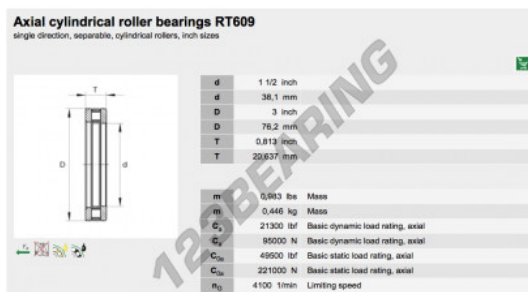 Axial cylindrical roller bearings RT609
single direction, separable, cylindrical rollers, inch sizes
T
D
d
d 1 1/2 inch
d 38,1 mm
D 3 inch
D 76,2 mm
T 0,813 inch
T 20,637 mm
m 0,983 lbs Mass
m 0,446 kg Mass
Ca 21300 lbf Basic dynamic load rating, axial
Ca 95000 N Basic dynamic load rating, axial
C0a 49600 lbf Basic static load rating, axial
C0a 221000 N Basic static load rating, axial
nG 4100 1/min Limiting speed
123BEARING